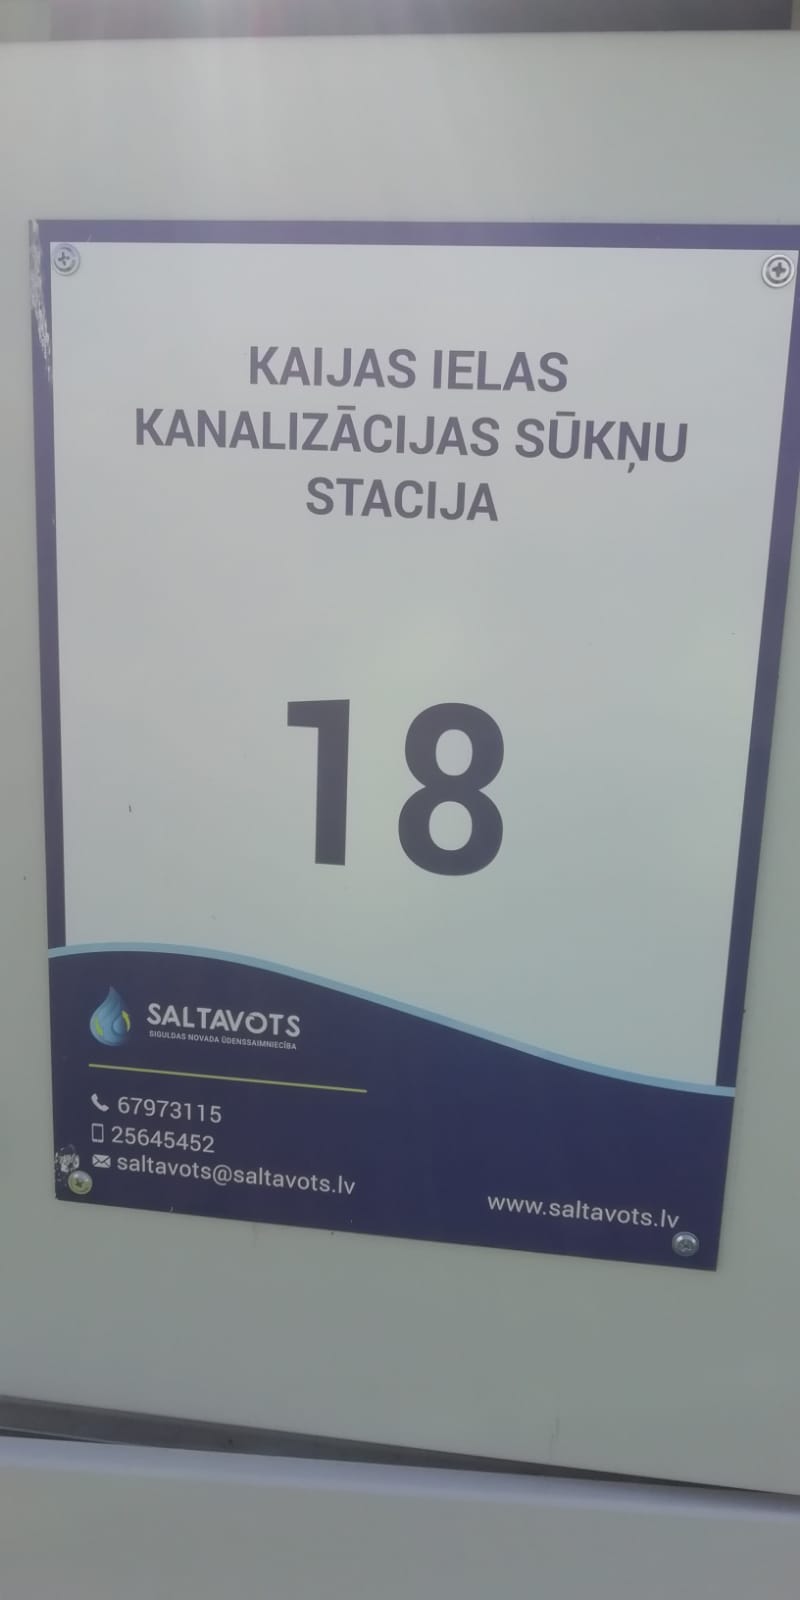 KAIJAS IELAS
KANALIZĀCIJAS SŪKŅU
STACIJA
18
SALTAVOTS
SIGULDAS NOVADA ŪDENSSAIMNIECĪBA
67973115
25645452
saltavots@saltavots.lv
www.saltavots.lv